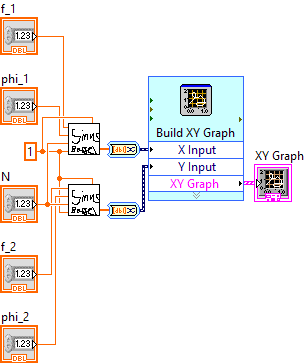 f_1
1.23
DBL
phi_1
1.23
DBL
1
N
1.23
DBL
f_2
1.23
DBL
phi_2
1.23
DBL
Build XY Graph
X Input
Y Input
XY Graph
XY Graph